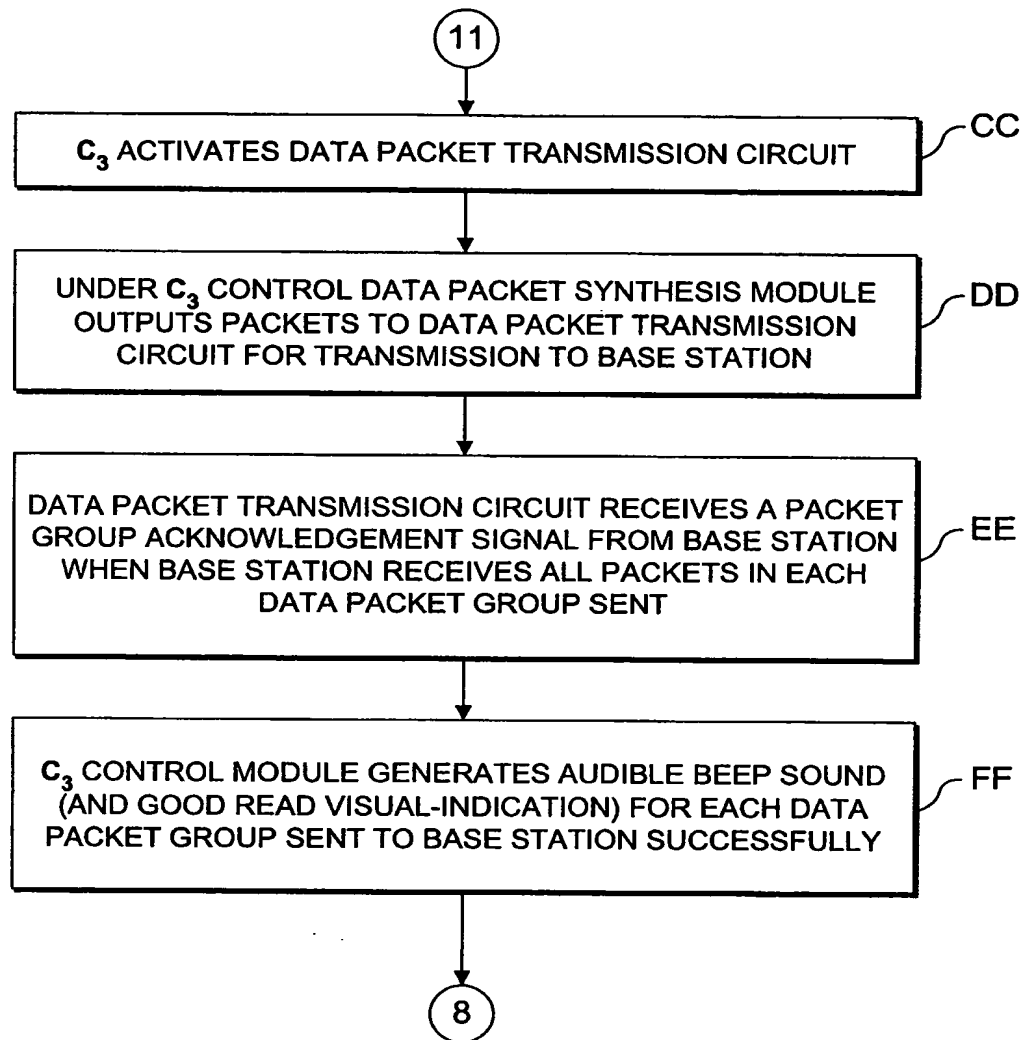 11
C3 ACTIVATES DATA PACKET TRANSMISSION CIRCUIT
CC
UNDER C3 CONTROL DATA PACKET SYNTHESIS MODULE
OUTPUTS PACKETS TO DATA PACKET TRANSMISSION
CIRCUIT FOR TRANSMISSION TO BASE STATION
DD
DATA PACKET TRANSMISSION CIRCUIT RECEIVES A PACKET
GROUP ACKNOWLEDGEMENT SIGNAL FROM BASE STATION
WHEN BASE STATION RECEIVES ALL PACKETS IN EACH
DATA PACKET GROUP SENT
EE
C3 CONTROL MODULE GENERATES AUDIBLE BEEP SOUND
(AND GOOD READ VISUAL-INDICATION) FOR EACH DATA
PACKET GROUP SENT TO BASE STATION SUCCESSFULLY
FF
8